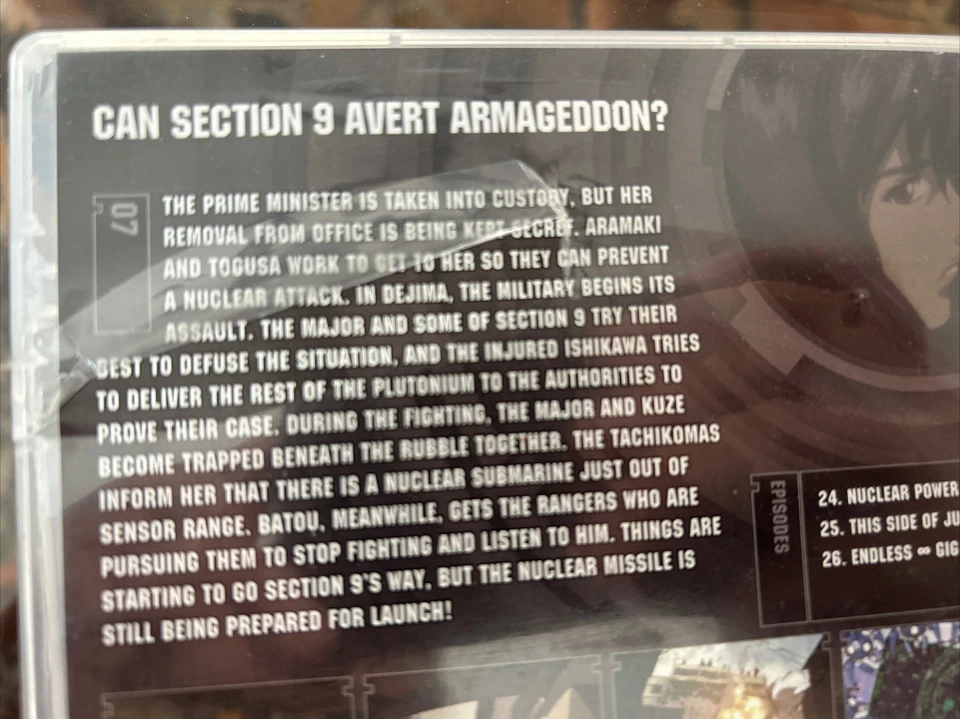 CAN SECTION 9 AVERT ARMAGEDDON?
07
THE PRIME MINISTER IS TAKEN INTO CUSTODY, BUT HER
REMOVAL FROM OFFICE IS BEING KEPT SECRET. ARAMAKI
AND TOGUSA WORK TO GET TO HER SO THEY CAN PREVENT
A NUCLEAR ATTACK. IN DEJIMA, THE MILITARY BEGINS ITS
ASSAULT. THE MAJOR AND SOME OF SECTION 9 TRY THEIR
BEST TO DEFUSE THE SITUATION, AND THE INJURED ISHIKAWA TRIES
TO DELIVER THE REST OF THE PLUTONIUM TO THE AUTHORITIES TO
PROVE THEIR CASE. DURING THE FIGHTING, THE MAJOR AND KUZE
BECOME TRAPPED BENEATH THE RUBBLE TOGETHER. THE TACHIKOMAS
INFORM HER THAT THERE IS A NUCLEAR SUBMARINE JUST OUT OF
SENSOR RANGE. BATOU, MEANWHILE, GETS THE RANGERS WHO ARE
PURSUING THEM TO STOP FIGHTING AND LISTEN TO HIM. THINGS ARE
STARTING TO GO SECTION 9'S WAY, BUT THE NUCLEAR MISSILE IS
STILL BEING PREPARED FOR LAUNCH!
EPISODES
24. NUCLEAR POWER
25. THIS SIDE OF JU
26. ENDLESS ∞ GIG